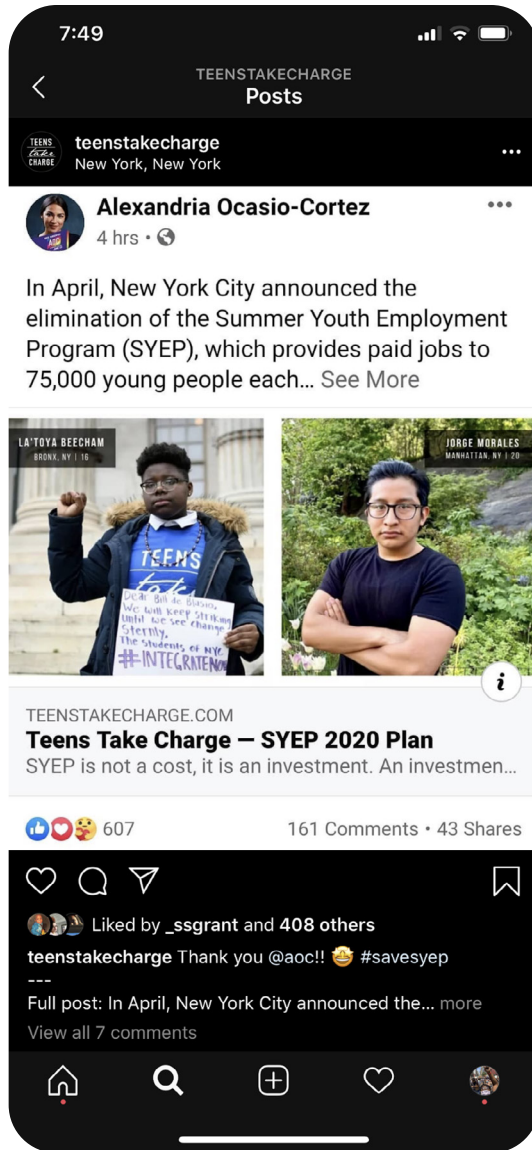 7:49
TEENSTAKECHARGE
Posts
TEENS
take
CHARGE
teenstakecharge
New York, New York
Alexandria Ocasio-Cortez
4 hrs •
In April, New York City announced the
elimination of the Summer Youth Employment
Program (SYEP), which provides paid jobs to
75,000 young people each... See More
LA'TOYA BEECHAM
BRONX, NY | 16
JORGE MORALES
MANHATTAN, NY | 20
TEENS
take
Dear Bill de Blasio,
We will keep striking
until we see change
Sternly,
The students of NYC
#INTEGRATENOW
i
TEENSTAKECHARGE.COM
Teens Take Charge — SYEP 2020 Plan
SYEP is not a cost, it is an investment. An investmen...
607
161 Comments • 43 Shares
Liked by _ssgrant and 408 others
teenstakecharge Thank you @aoc!! 🤩 #savesyep
---
Full post: In April, New York City announced the... more
View all 7 comments